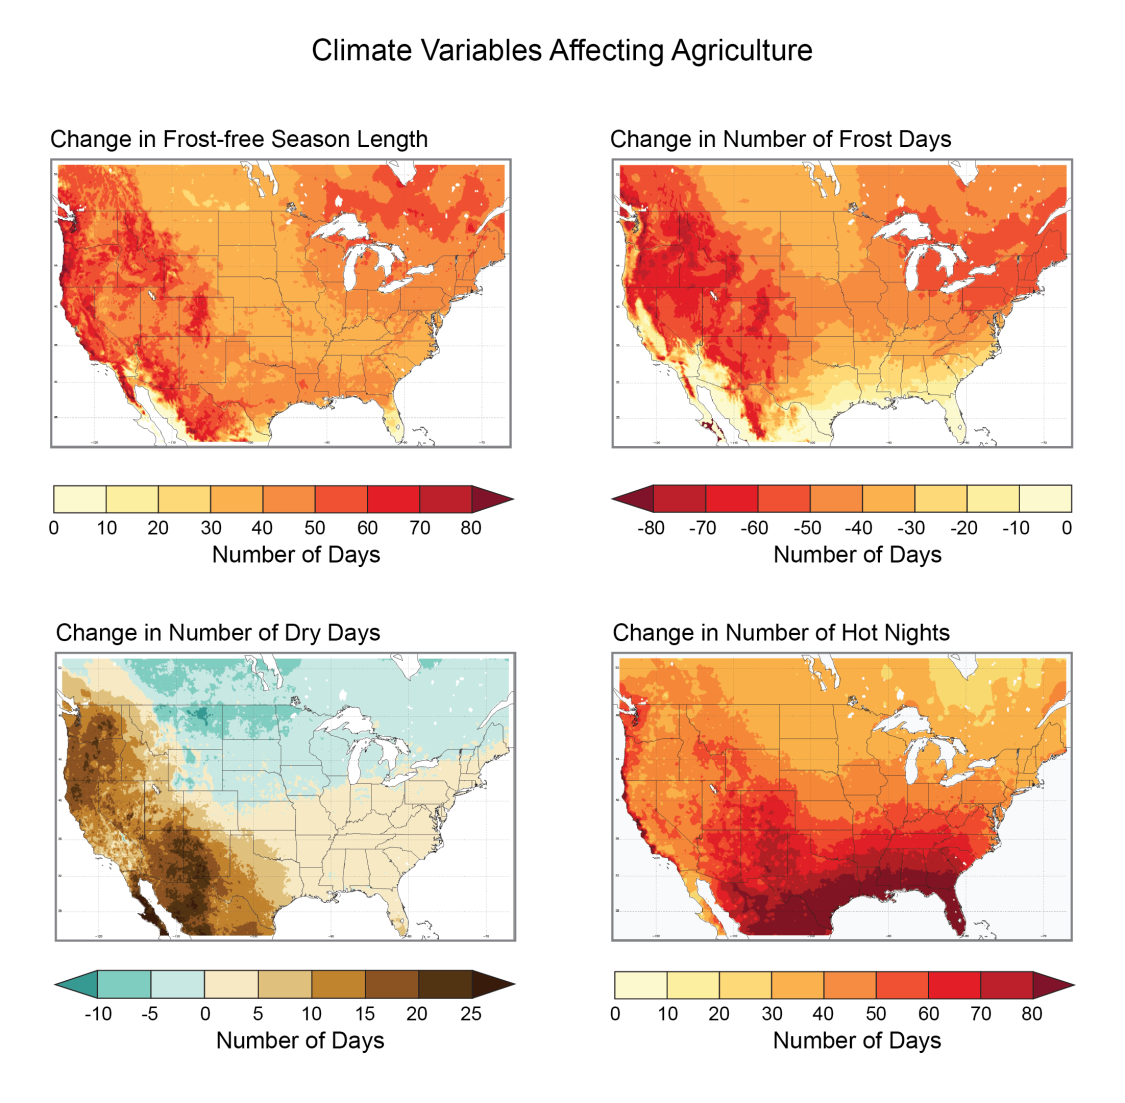 Climate Variables Affecting Agriculture
Change in Frost-free Season Length
Change in Number of Frost Days
0 10 20 30 40 50 60 70 80
Number of Days
-80 -70 -60 -50 -40 -30 -20 -10 0
Number of Days
Change in Number of Dry Days
Change in Number of Hot Nights
-10 -5 0 5 10 15 20 25
Number of Days
0 10 20 30 40 50 60 70 80
Number of Days